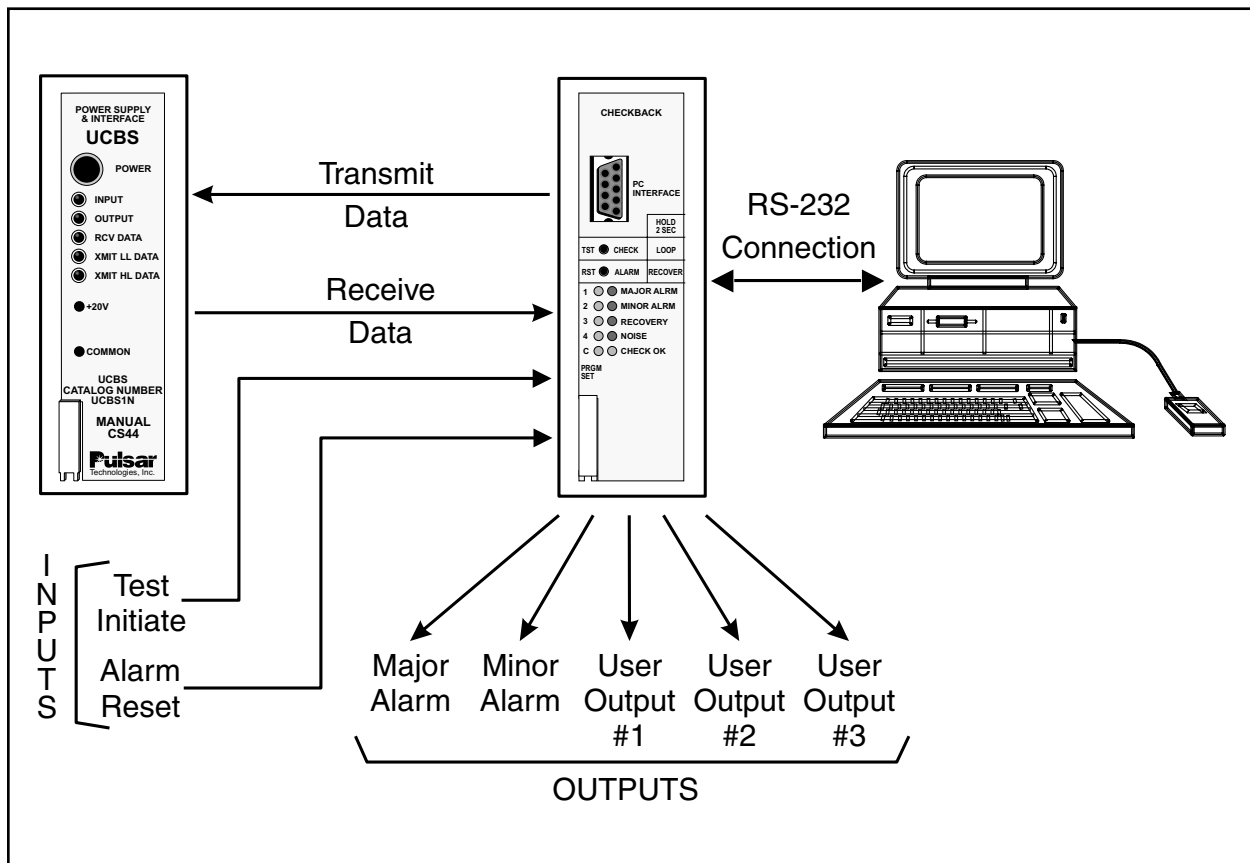 POWER SUPPLY
& INTERFACE
UCBS
POWER
INPUT
OUTPUT
RCV DATA
XMIT LL DATA
XMIT HL DATA
+20V
COMMON
UCBS
CATALOG NUMBER
UCBS1N
MANUAL
CS44
Pulsar
Technologies, Inc.
Transmit
Data
Receive
Data
CHECKBACK
PC
INTERFACE
HOLD
2 SEC
TST CHECK LOOP
RST ALARM RECOVER
1 MAJOR ALRM
2 MINOR ALRM
3 RECOVERY
4 NOISE
C CHECK OK
PRGM
SET
RS-232
Connection
INPUTS
Test
Initiate
Alarm
Reset
Major
Alarm
Minor
Alarm
User
Output
#1
User
Output
#2
User
Output
#3
OUTPUTS